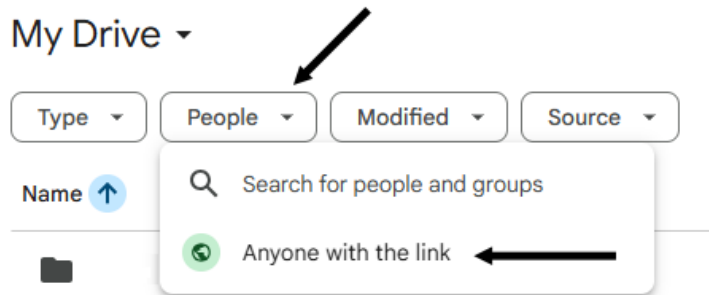 My Drive
Type People Modified Source
Name
Search for people and groups
Anyone with the link